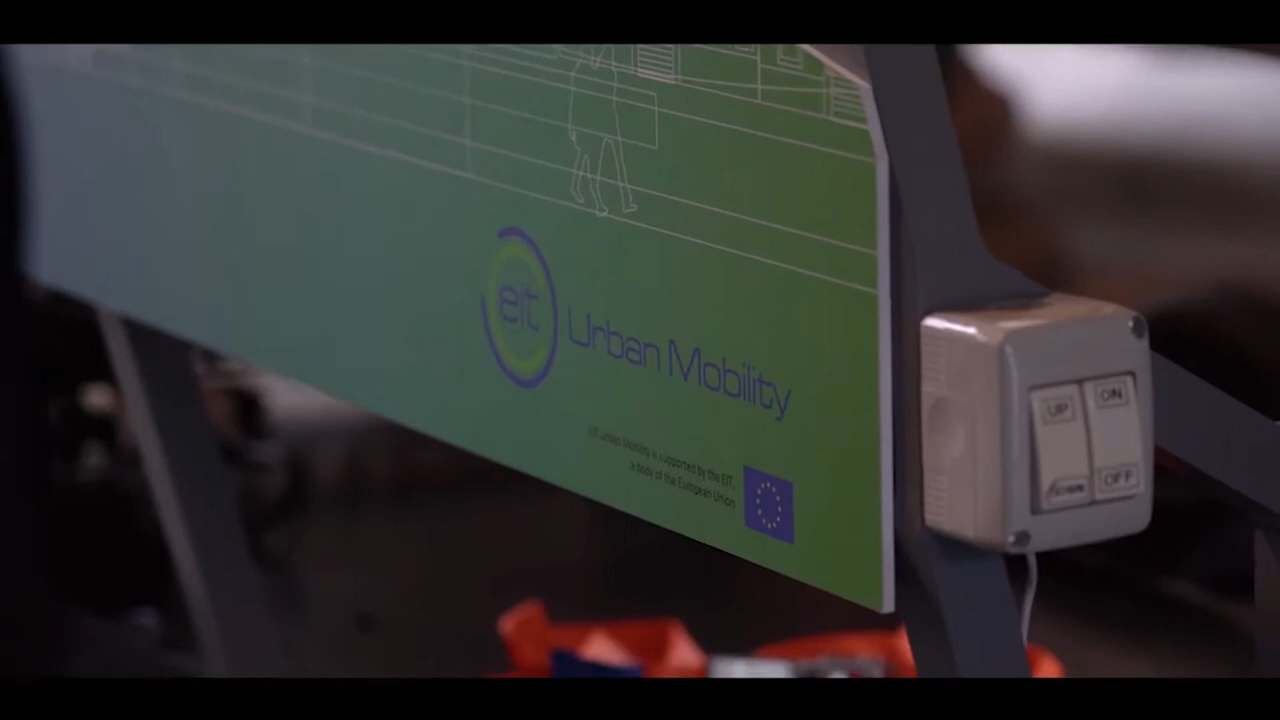 eit Urban Mobility
EIT Urban Mobility is supported by the EIT,
a body of the European Union
UP
ON
OFF